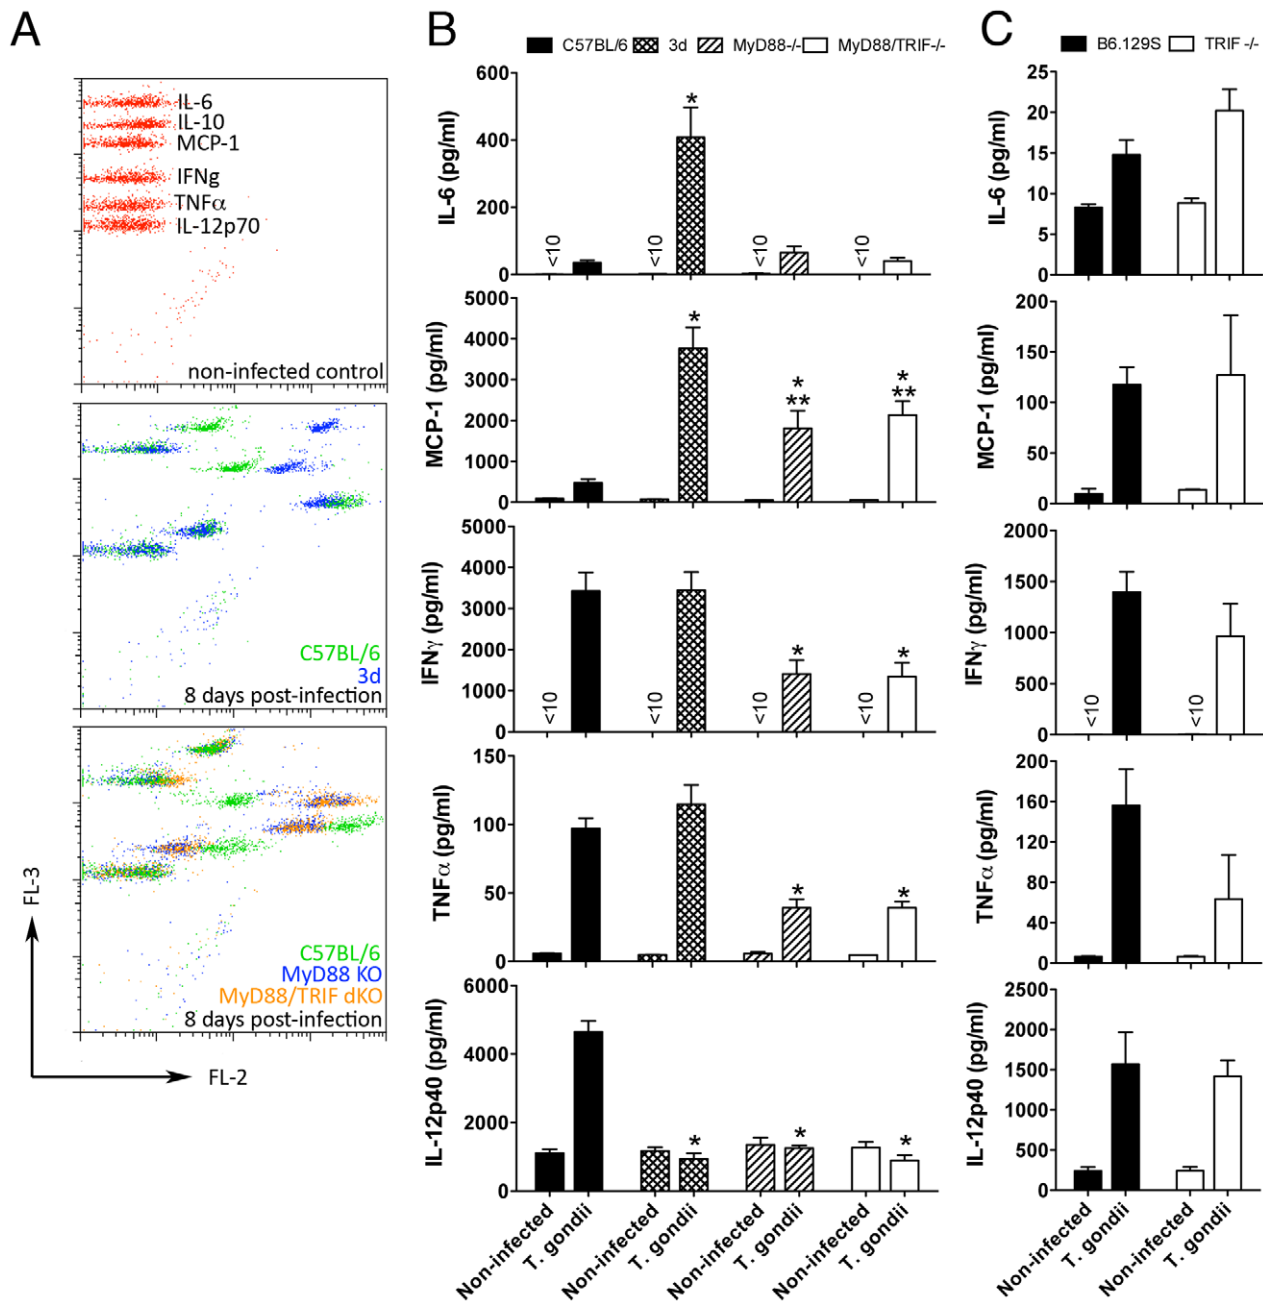 A
IL-6
IL-10
MCP-1
IFNg
TNFα
IL-12p70
non-infected control
C57BL/6
3d
8 days post-infection
C57BL/6
MyD88 KO
MyD88/TRIF dKO
8 days post-infection
FL-3
FL-2
B
C57BL/6 3d MyD88-/- MyD88/TRIF-/-
IL-6 (pg/ml)
600
400
200
0
<10 <10 <10 <10
*
MCP-1 (pg/ml)
5000
4000
3000
2000
1000
0
*
* **
* **
IFNγ (pg/ml)
5000
4000
3000
2000
1000
0
<10 <10 <10 <10
* *
TNFα (pg/ml)
150
100
50
0
* *
IL-12p40 (pg/ml)
6000
4000
2000
0
* * *
Non-infected T. gondii Non-infected T. gondii Non-infected T. gondii Non-infected T. gondii
C
B6.129S TRIF -/-
IL-6 (pg/ml)
25
20
15
10
5
0
MCP-1 (pg/ml)
200
150
100
50
0
IFNγ (pg/ml)
2000
1500
1000
500
0
<10 <10
TNFα (pg/ml)
200
160
120
80
40
0
IL-12p40 (pg/ml)
2500
2000
1500
1000
500
0
Non-infected T. gondii Non-infected T. gondii